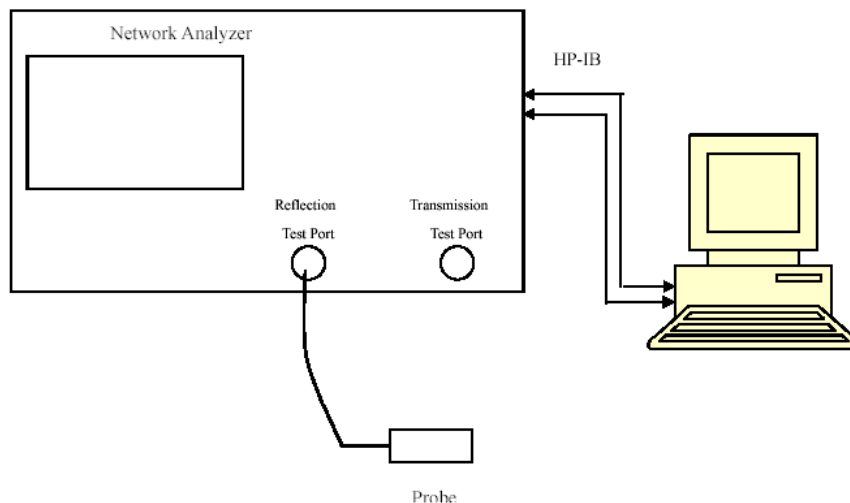 Network Analyzer
HP-IB
Reflection
Test Port
Transmission
Test Port
Probe